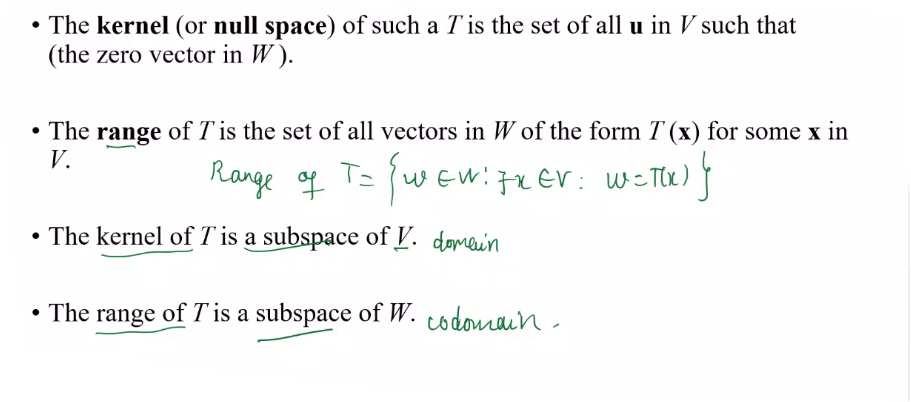 • The kernel (or null space) of such a T is the set of all u in V such that
(the zero vector in W ).
• The range of T is the set of all vectors in W of the form T (x) for some x in
V.
Range of T = {w ∈ W: ∃x ∈ V: w = T(x)}
• The kernel of T is a subspace of V. domain
• The range of T is a subspace of W. codomain.